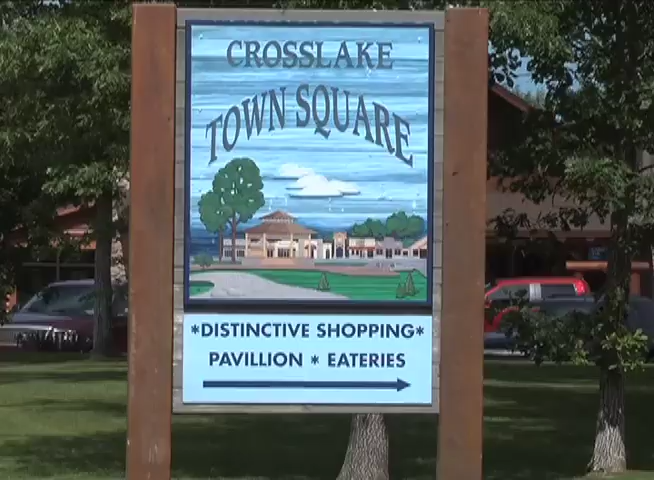 CROSSLAKE
TOWN SQUARE
*DISTINCTIVE SHOPPING*
PAVILLION * EATERIES